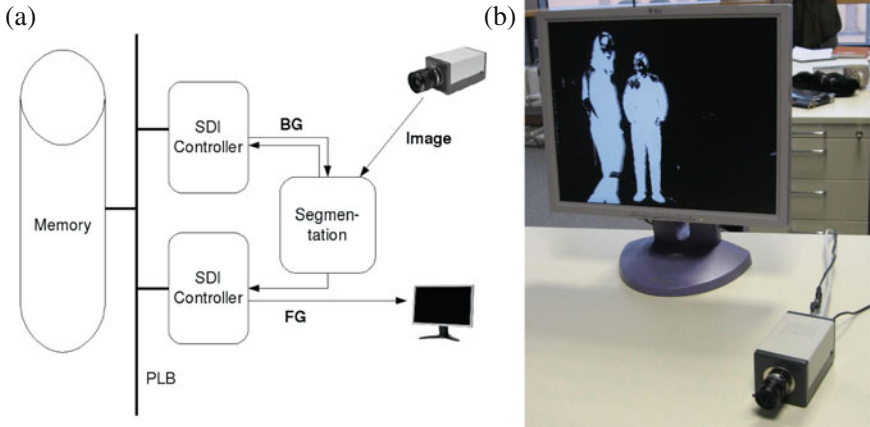 (a)
(b)
SDI
Controller
BG
Image
Memory
Segmen-
tation
SDI
Controller
FG
PLB